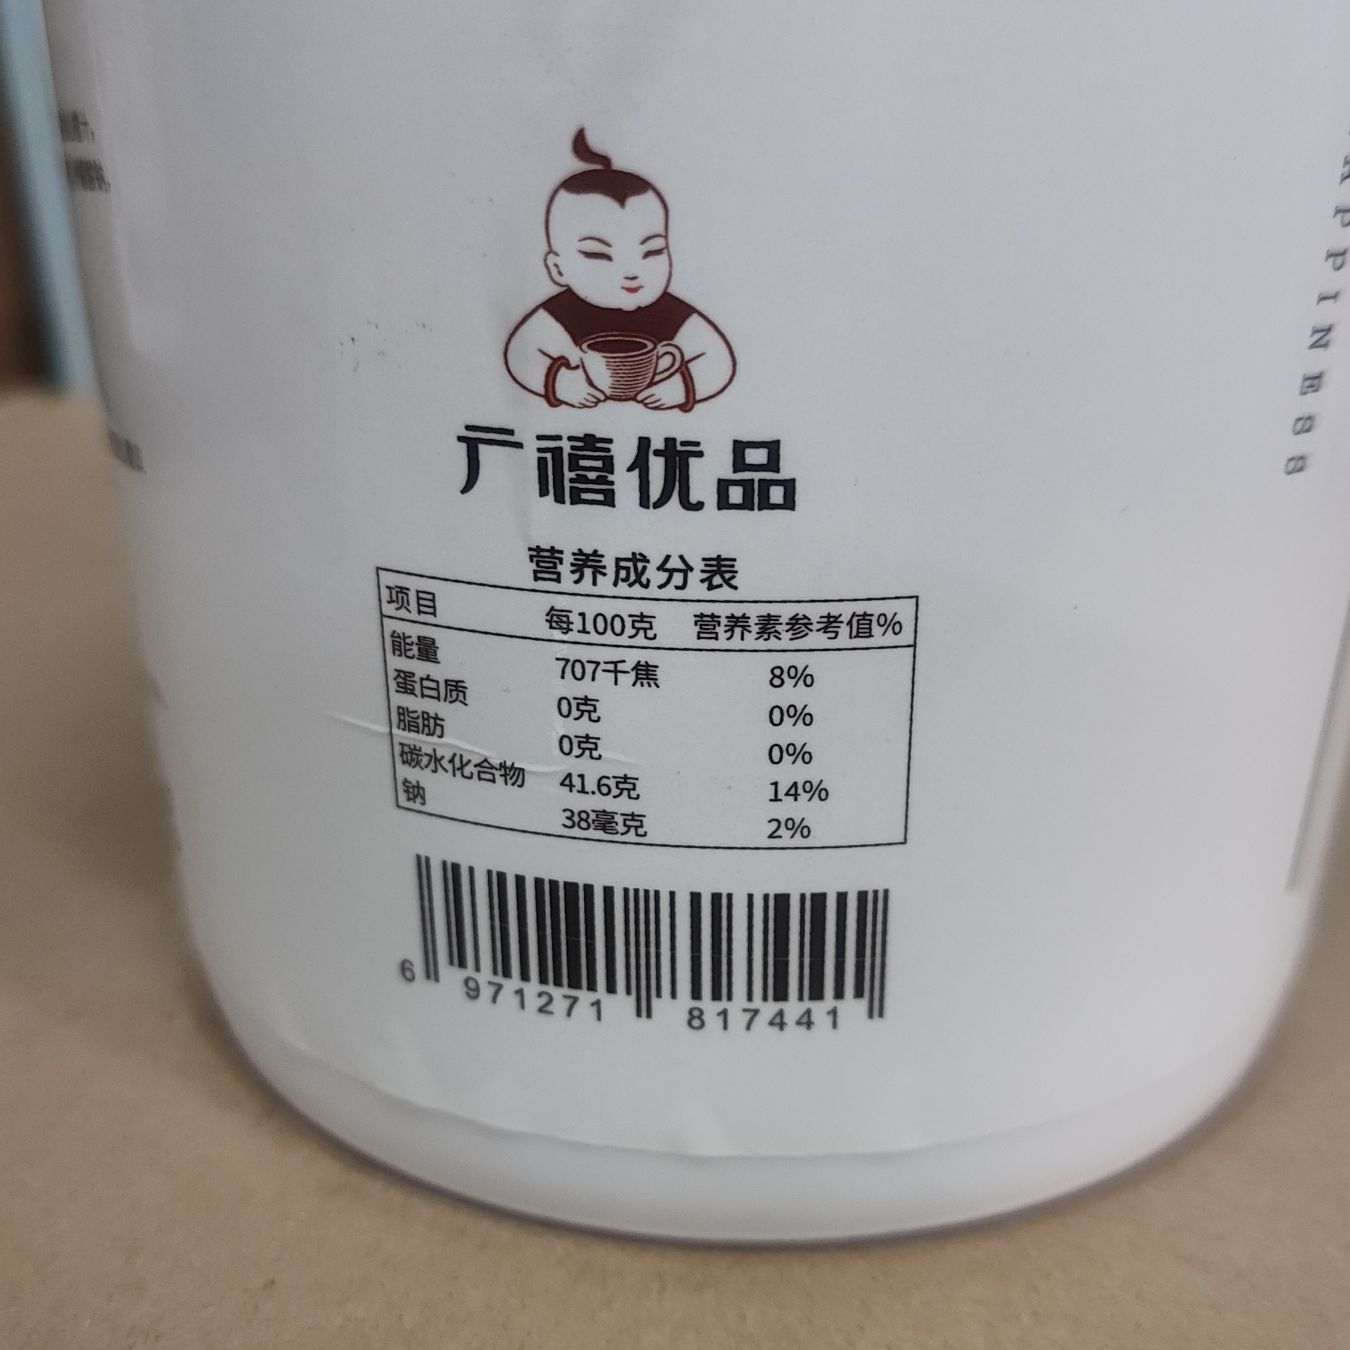 广禧优品
营养成分表
项目 每100克 营养素参考值%
能量 707千焦 8%
蛋白质 0克 0%
脂肪 0克 0%
碳水化合物 41.6克 14%
钠 38毫克 2%
6 971271 817441
APPINESS